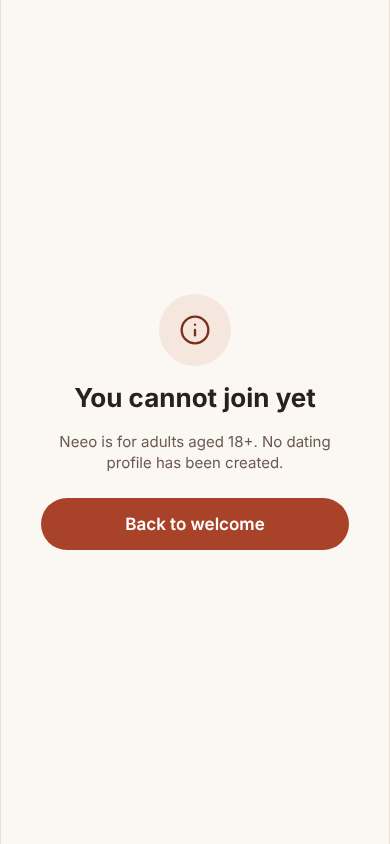 You cannot join yet
Neeo is for adults aged 18+. No dating
profile has been created.
Back to welcome